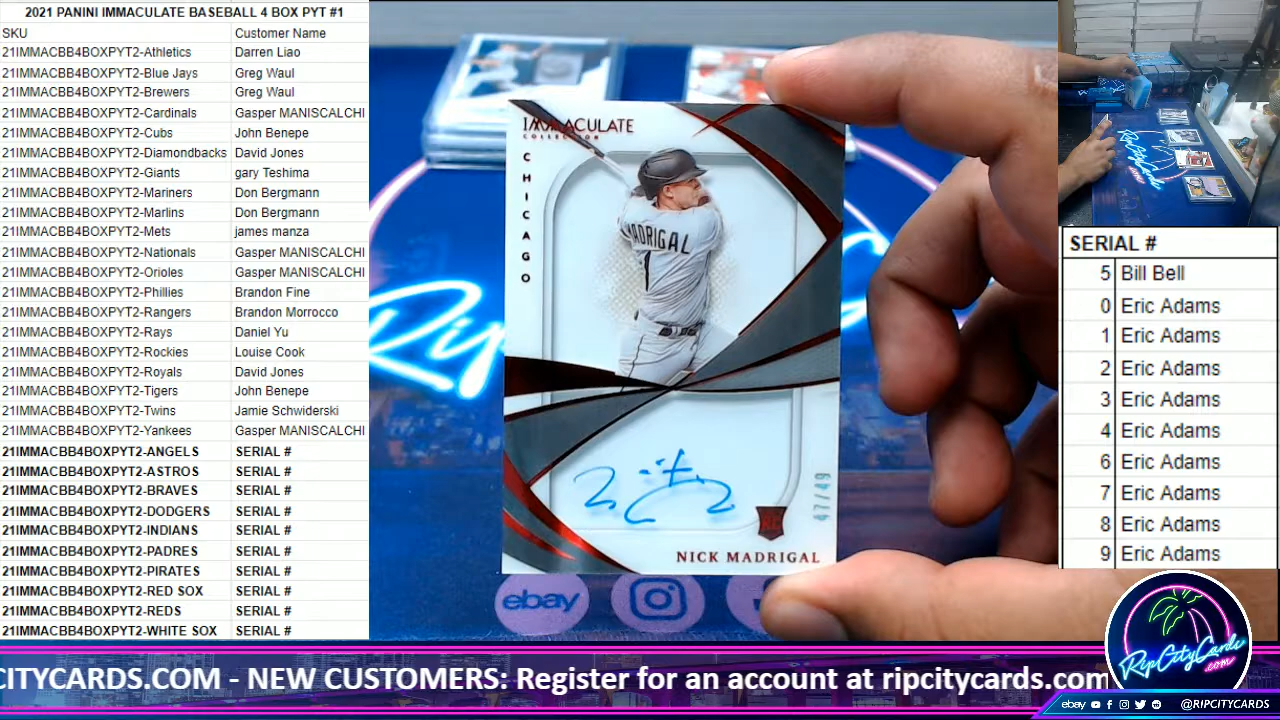 2021 PANINI IMMACULATE BASEBALL 4 BOX PYT #1
SKU Customer Name
21IMMACBB4BOXPYT2-Athletics Darren Liao
21IMMACBB4BOXPYT2-Blue Jays Greg Waul
21IMMACBB4BOXPYT2-Brewers Greg Waul
21IMMACBB4BOXPYT2-Cardinals Gasper MANISCALCHI
21IMMACBB4BOXPYT2-Cubs John Benepe
21IMMACBB4BOXPYT2-Diamondbacks David Jones
21IMMACBB4BOXPYT2-Giants gary Teshima
21IMMACBB4BOXPYT2-Mariners Don Bergmann
21IMMACBB4BOXPYT2-Marlins Don Bergmann
21IMMACBB4BOXPYT2-Mets james manza
21IMMACBB4BOXPYT2-Nationals Gasper MANISCALCHI
21IMMACBB4BOXPYT2-Orioles Gasper MANISCALCHI
21IMMACBB4BOXPYT2-Phillies Brandon Fine
21IMMACBB4BOXPYT2-Rangers Brandon Morrocco
21IMMACBB4BOXPYT2-Rays Daniel Yu
21IMMACBB4BOXPYT2-Rockies Louise Cook
21IMMACBB4BOXPYT2-Royals David Jones
21IMMACBB4BOXPYT2-Tigers John Benepe
21IMMACBB4BOXPYT2-Twins Jamie Schwiderski
21IMMACBB4BOXPYT2-Yankees Gasper MANISCALCHI
21IMMACBB4BOXPYT2-ANGELS SERIAL #
21IMMACBB4BOXPYT2-ASTROS SERIAL #
21IMMACBB4BOXPYT2-BRAVES SERIAL #
21IMMACBB4BOXPYT2-DODGERS SERIAL #
21IMMACBB4BOXPYT2-INDIANS SERIAL #
21IMMACBB4BOXPYT2-PADRES SERIAL #
21IMMACBB4BOXPYT2-PIRATES SERIAL #
21IMMACBB4BOXPYT2-RED SOX SERIAL #
21IMMACBB4BOXPYT2-REDS SERIAL #
21IMMACBB4BOXPYT2-WHITE SOX SERIAL #
IMMACULATE
COLLECTION
CHICAGO
MADRIGAL
1
RC
47/49
NICK MADRIGAL
Rip
ebay
SERIAL #
5 Bill Bell
0 Eric Adams
1 Eric Adams
2 Eric Adams
3 Eric Adams
4 Eric Adams
6 Eric Adams
7 Eric Adams
8 Eric Adams
9 Eric Adams
CITYCARDS.COM - NEW CUSTOMERS: Register for an account at ripcitycards.com
RipCityCards
.com
ebay @RIPCITYCARDS